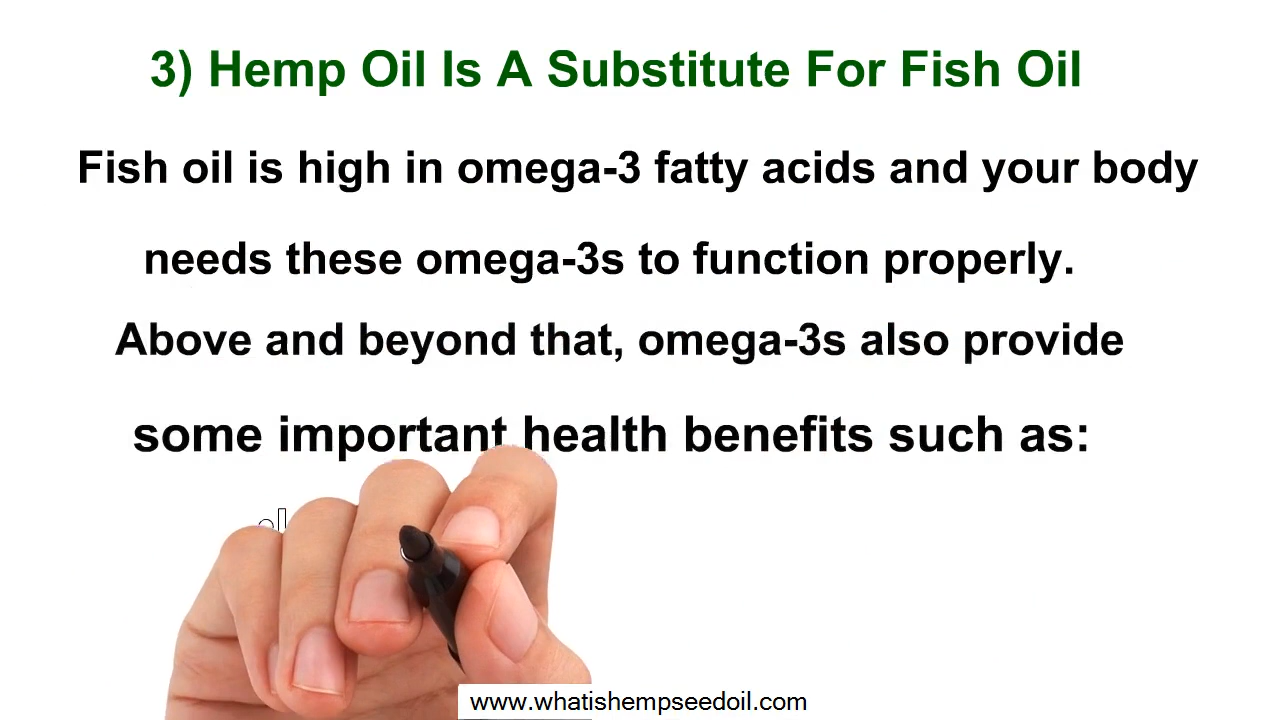 3) Hemp Oil Is A Substitute For Fish Oil
Fish oil is high in omega-3 fatty acids and your body
needs these omega-3s to function properly.
Above and beyond that, omega-3s also provide
some important health benefits such as:
www.whatishempseedoil.com